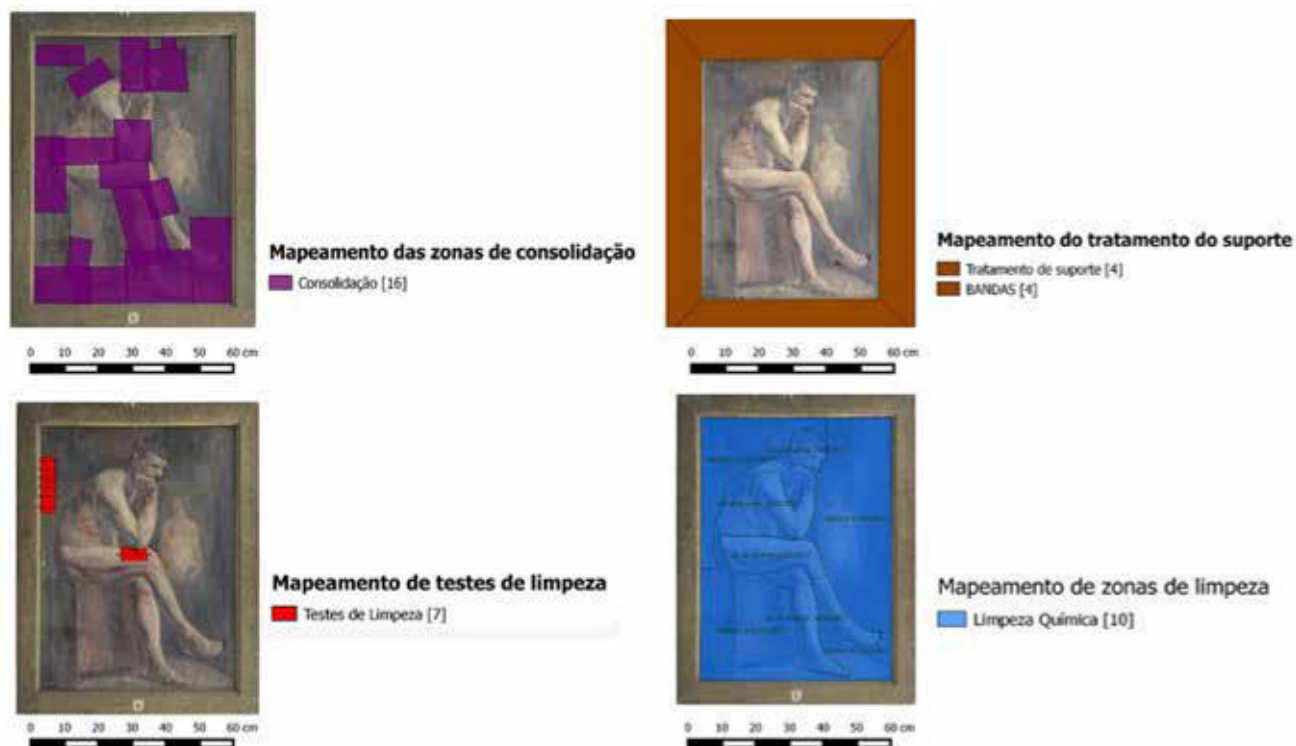 Mapeamento das zonas de consolidação
Consolidação [16]
0 10 20 30 40 50 60 cm
Mapeamento do tratamento do suporte
Tratamento de suporte [4]
BANDAS [4]
0 10 20 30 40 50 60 cm
Mapeamento de testes de limpeza
Testes de Limpeza [7]
0 10 20 30 40 50 60 cm
Mapeamento de zonas de limpeza
Limpeza Química [10]
0 10 20 30 40 50 60 cm